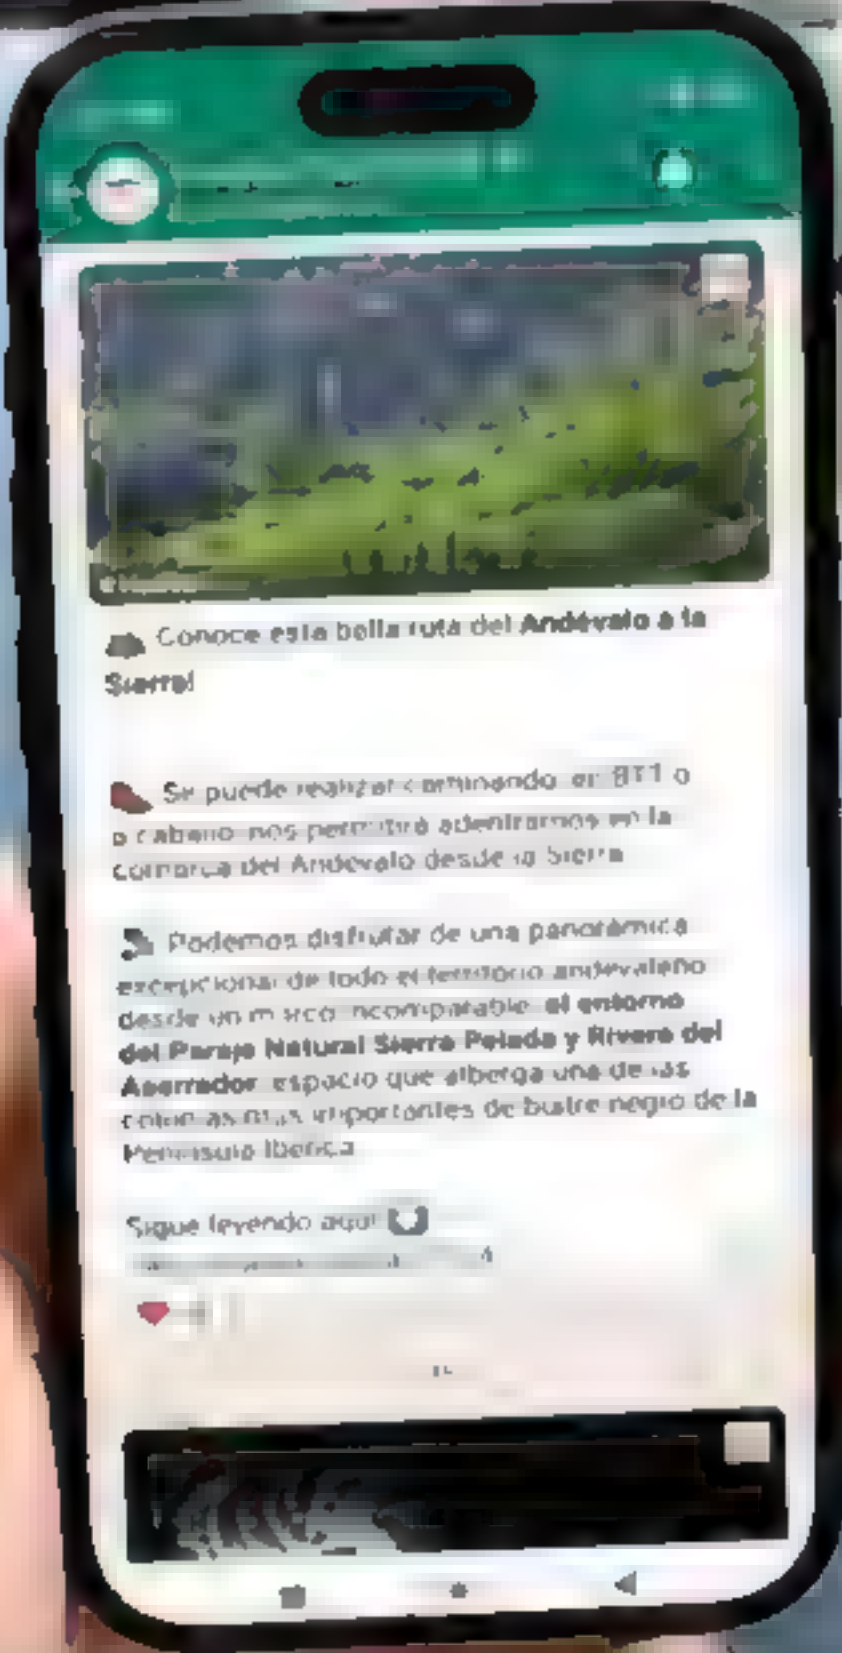 Conoce esta bella ruta del Andévalo a la
Sierra!
Se puede realizar caminando en BTT o
a caballo nos permitirá adentrarnos en la
comarca del Andévalo desde la Sierra
Podemos disfrutar de una panorámica
excepcional de todo el territorio andevaleño
desde un marco incomparable el entorno
del Paraje Natural Sierra Pelada y Rivera del
Aserrador espacio que alberga una de las
colonias más importantes de buitre negro de la
Península Ibérica
Sigue leyendo aquí